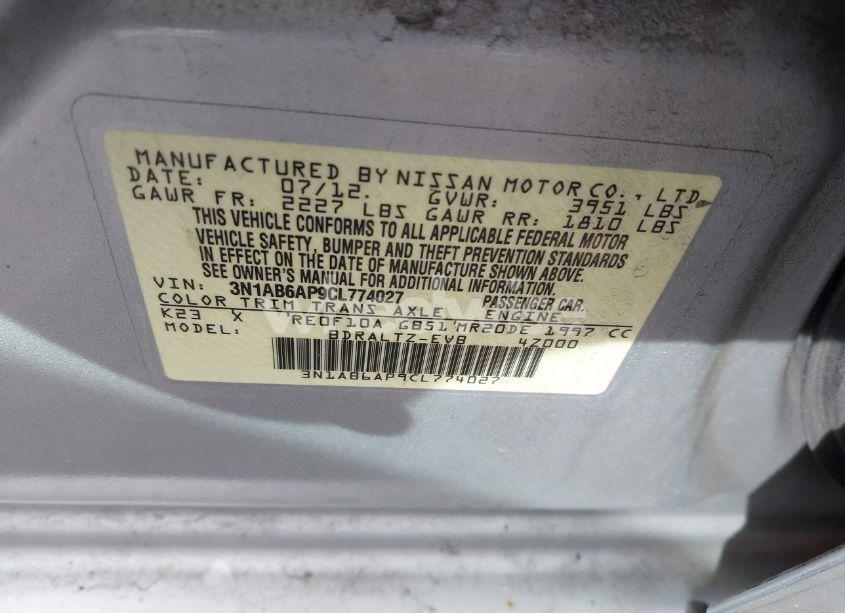 MANUFACTURED BY NISSAN MOTOR CO., LTD.
DATE: 07/12. GVWR: 3951 LBS
GAWR FR: 2227 LBS GAWR RR: 1810 LBS
THIS VEHICLE CONFORMS TO ALL APPLICABLE FEDERAL MOTOR
VEHICLE SAFETY, BUMPER AND THEFT PREVENTION STANDARDS
IN EFFECT ON THE DATE OF MANUFACTURE SHOWN ABOVE.
SEE OWNER'S MANUAL FOR ADDITIONAL INFORMATION.
VIN: 3N1AB6AP9CL774027 PASSENGER CAR.
COLOR TRIM TRANS AXLE ENGINE
K23 X RE0F10A GB51 MR20DE 1997 CC
MODEL: BDRALTZ-EVB 4Z000
3N1AB6AP9CL774027